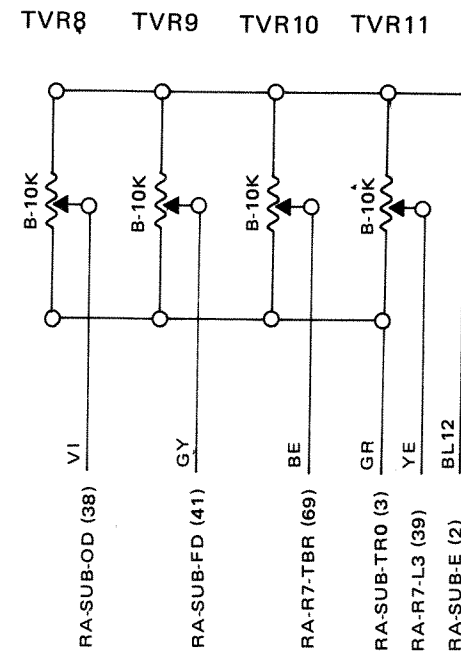 TVR8 TVR9 TVR10 TVR11
B-10K
B-10K
B-10K
B-10K
VI
GY
BE
GR
YE
BL12
RA-SUB-OD (38)
RA-SUB-FD (41)
RA-R7-TBR (69)
RA-SUB-TR0 (3)
RA-R7-L3 (39)
RA-SUB-E (2)